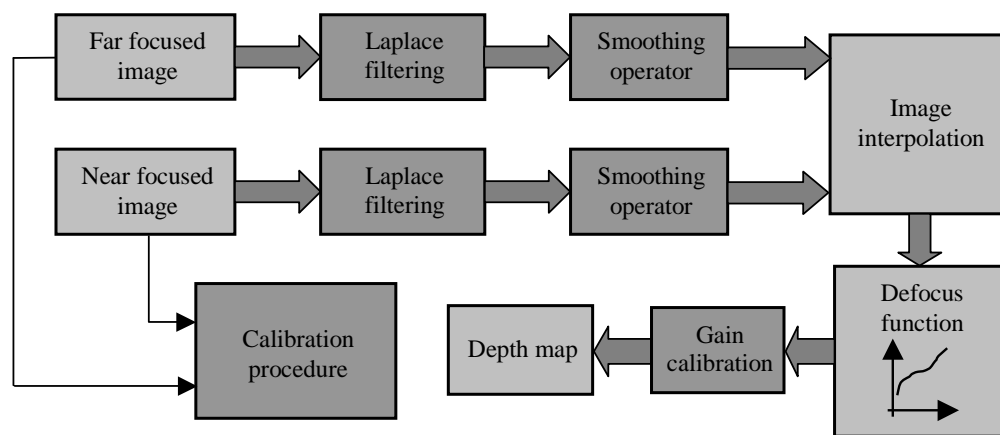 Far focused
image
Laplace
filtering
Smoothing
operator
Image
interpolation
Near focused
image
Laplace
filtering
Smoothing
operator
Defocus
function
Gain
calibration
Depth map
Calibration
procedure